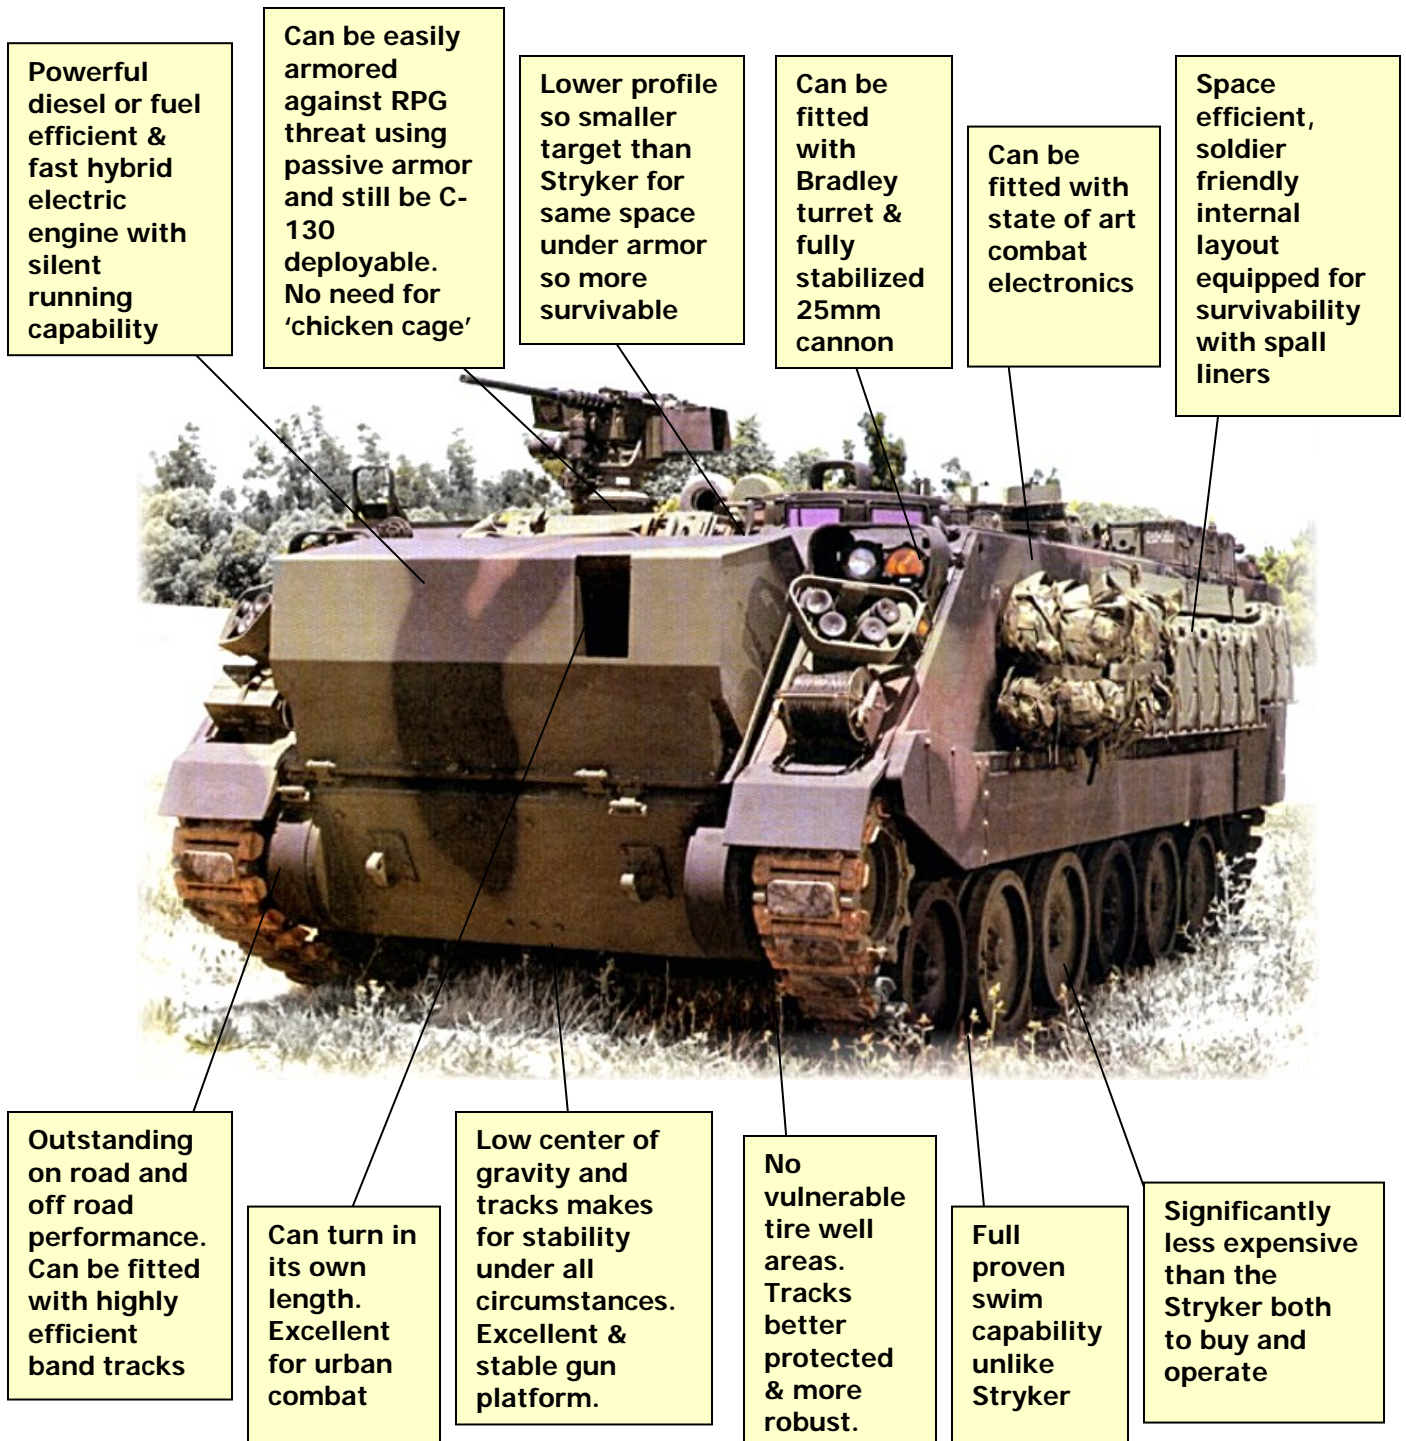 Powerful
diesel or fuel
efficient &
fast hybrid
electric
engine with
silent
running
capability
Can be easily
armored
against RPG
threat using
passive armor
and still be C-
130
deployable.
No need for
‘chicken cage’
Lower profile
so smaller
target than
Stryker for
same space
under armor
so more
survivable
Can be
fitted
with
Bradley
turret &
fully
stabilized
25mm
cannon
Can be
fitted with
state of art
combat
electronics
Space
efficient,
soldier
friendly
internal
layout
equipped for
survivability
with spall
liners
Outstanding
on road and
off road
performance.
Can be fitted
with highly
efficient
band tracks
Can turn in
its own
length.
Excellent
for urban
combat
Low center of
gravity and
tracks makes
for stability
under all
circumstances.
Excellent &
stable gun
platform.
No
vulnerable
tire well
areas.
Tracks
better
protected
& more
robust.
Full
proven
swim
capability
unlike
Stryker
Significantly
less expensive
than the
Stryker both
to buy and
operate